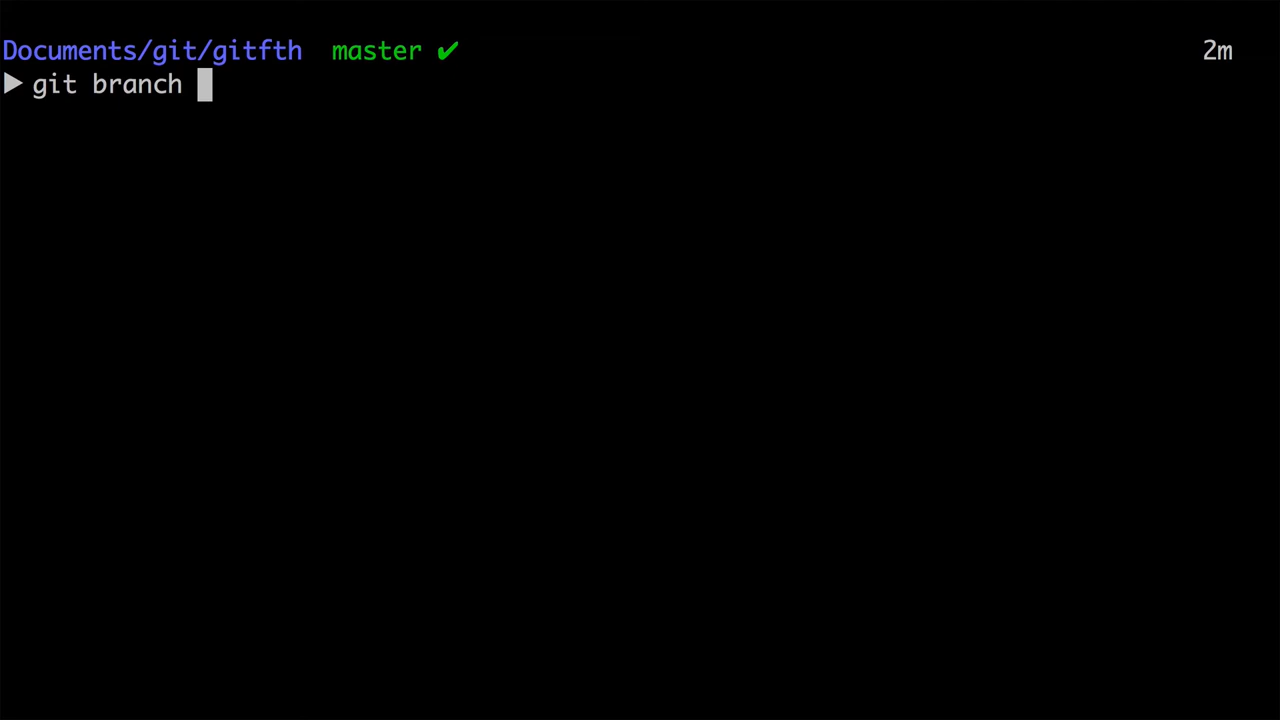 Documents/git/gitfth master ✔ 2m
▶ git branch